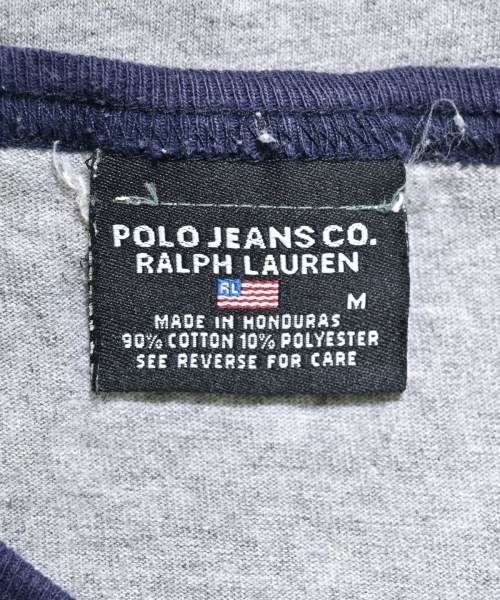 POLO JEANS CO.
RALPH LAUREN
RL
M
MADE IN HONDURAS
90% COTTON 10% POLYESTER
SEE REVERSE FOR CARE